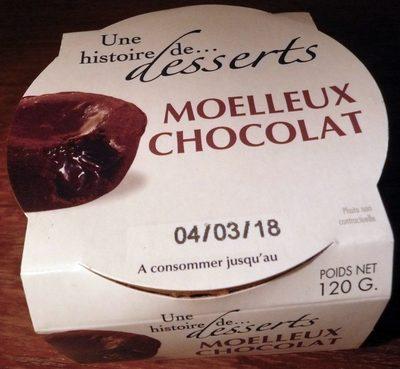 Une
histoire de...
desserts
MOELLEUX
CHOCOLAT
Photo non
contractuelle
04/03/18
A consommer jusqu'au
POIDS NET
120 G.
Une
histoire de...
desserts
MOELLEUX
CHOCOLAT